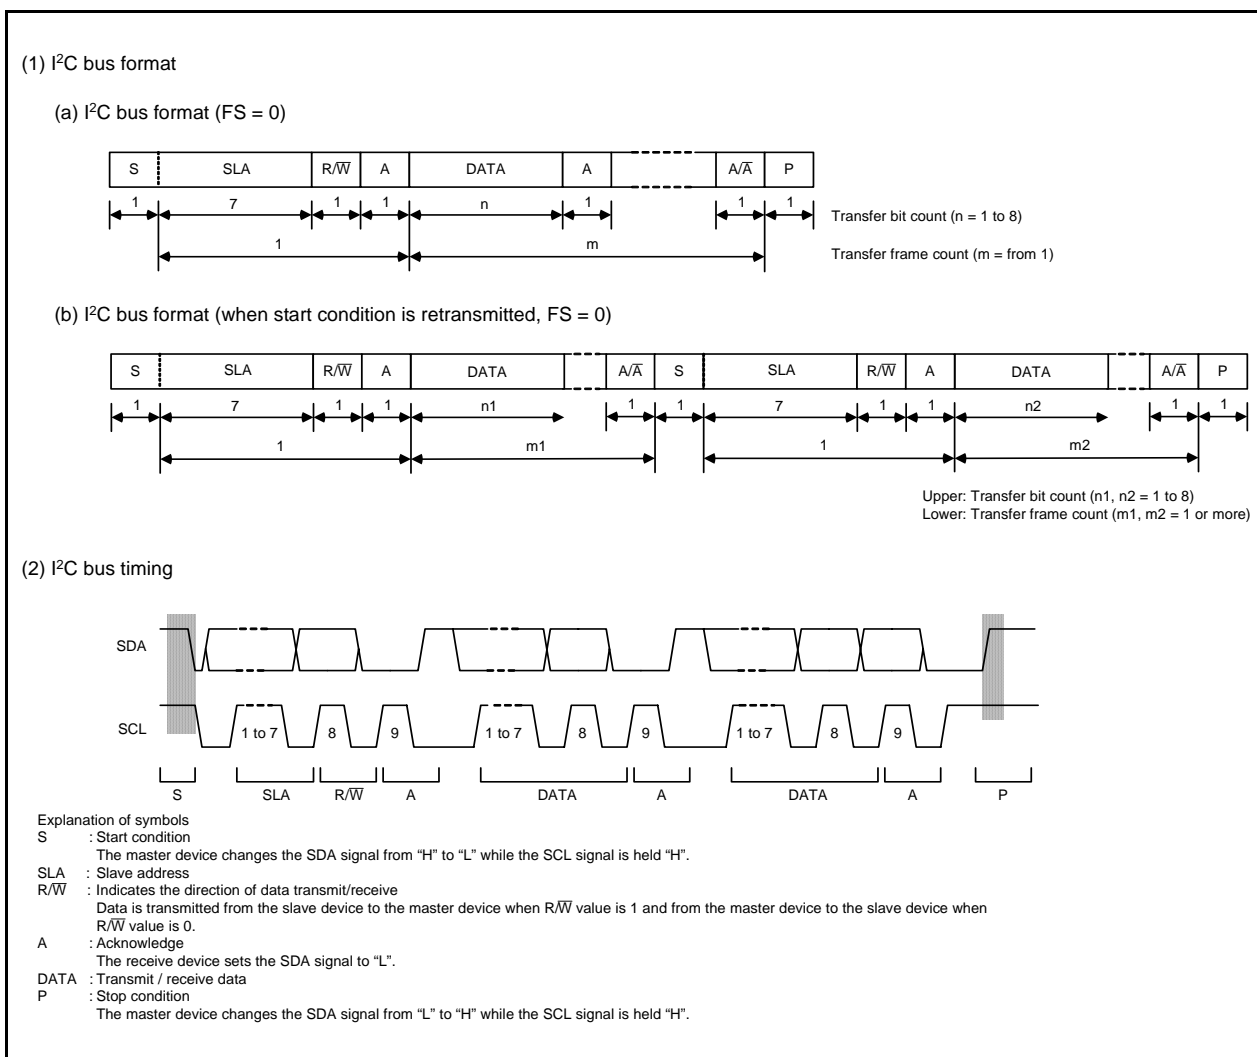 (1) I²C bus format
(a) I²C bus format (FS = 0)
S SLA R/W̅ A DATA A A/A̅ P
1 7 1 1 n 1 1 1
Transfer bit count (n = 1 to 8)
1 m
Transfer frame count (m = from 1)
(b) I²C bus format (when start condition is retransmitted, FS = 0)
S SLA R/W̅ A DATA A/A̅ S SLA R/W̅ A DATA A/A̅ P
1 7 1 1 n1 1 1 7 1 1 n2 1 1
1 m1 1 m2
Upper: Transfer bit count (n1, n2 = 1 to 8)
Lower: Transfer frame count (m1, m2 = 1 or more)
(2) I²C bus timing
SDA
SCL 1 to 7 8 9 1 to 7 8 9 1 to 7 8 9
S SLA R/W̅ A DATA A DATA A P
Explanation of symbols
S : Start condition
The master device changes the SDA signal from “H” to “L” while the SCL signal is held “H”.
SLA : Slave address
R/W̅ : Indicates the direction of data transmit/receive
Data is transmitted from the slave device to the master device when R/W̅ value is 1 and from the master device to the slave device when
R/W̅ value is 0.
A : Acknowledge
The receive device sets the SDA signal to “L”.
DATA : Transmit / receive data
P : Stop condition
The master device changes the SDA signal from “L” to “H” while the SCL signal is held “H”.